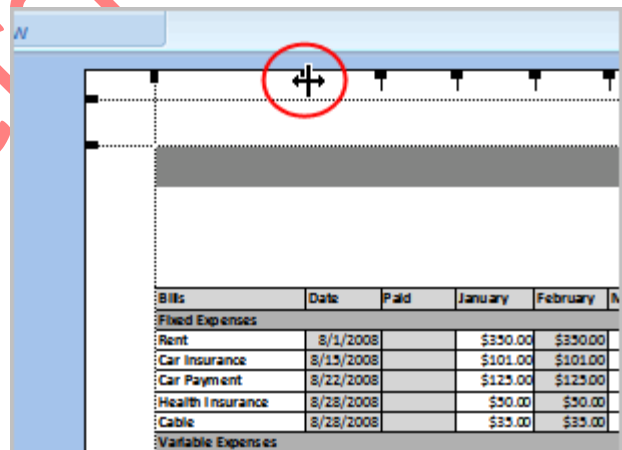 Bills Date Paid January February
Fixed Expenses
Rent 8/1/2008 $350.00 $350.00
Car Insurance 8/15/2008 $101.00 $101.00
Car Payment 8/22/2008 $125.00 $125.00
Health Insurance 8/28/2008 $50.00 $50.00
Cable 8/28/2008 $35.00 $35.00
Variable Expenses